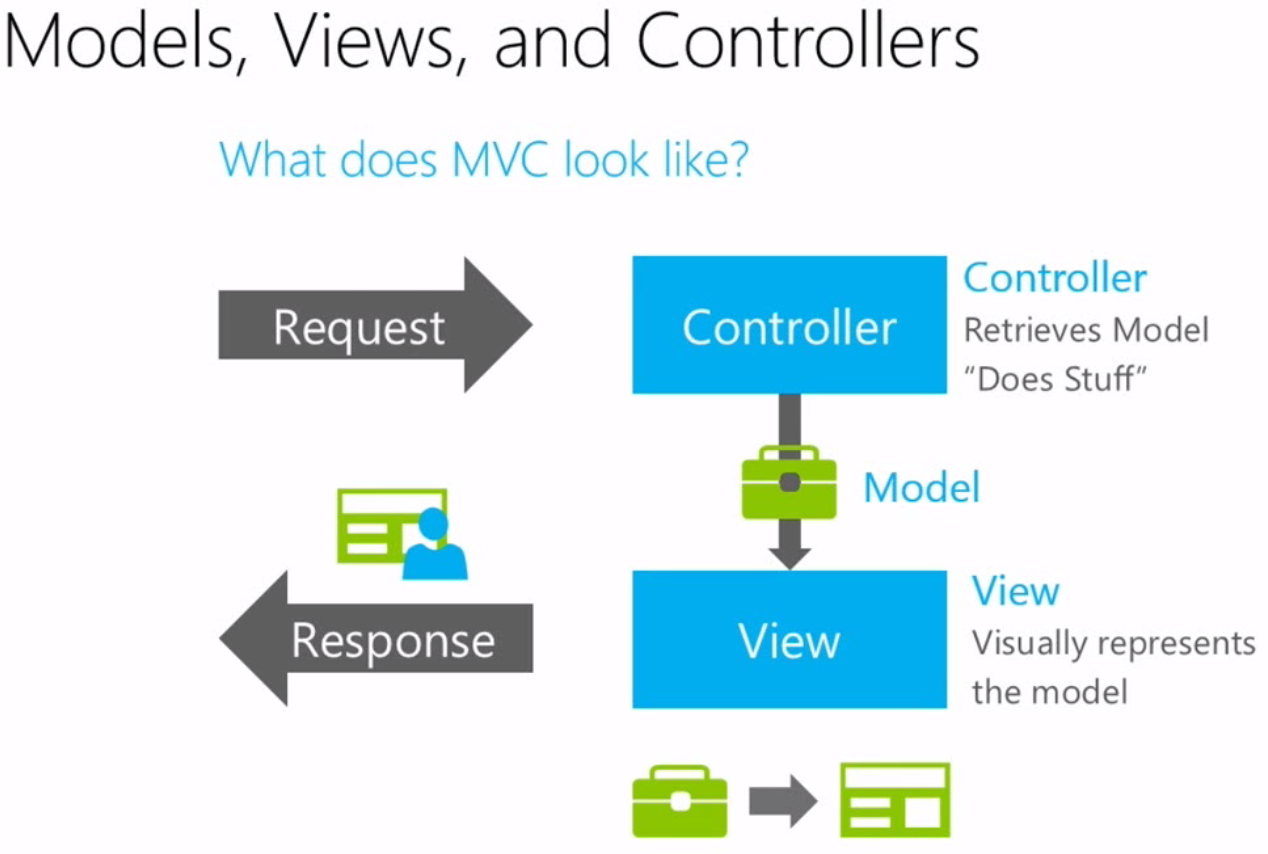 Models, Views, and Controllers
What does MVC look like?
Request
Controller
Controller
Retrieves Model
“Does Stuff”
Model
Response
View
View
Visually represents
the model